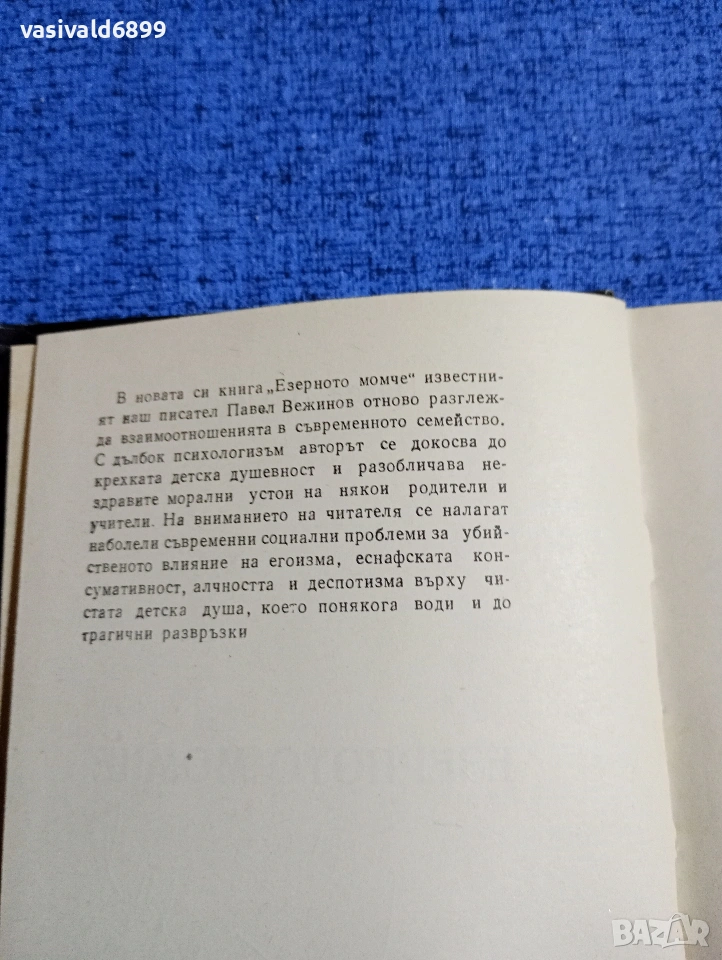 vasivald6899
В новата си книга „Езерното момче“ известни-
ят наш писател Павел Вежинов отново разглеж-
да взаимоотношенията в съвременното семейство.
С дълбок психологизъм авторът се докосва до
крехката детска душевност и разобличава не-
здравите морални устои на някои родители и
учители. На вниманието на читателя се налагат
наболели съвременни социални проблеми за убий-
ственото влияние на егоизма, еснафската кон-
сумативност, алчността и деспотизма върху чи-
стата детска душа, което понякога води и до
трагични развръзки
BAZAR